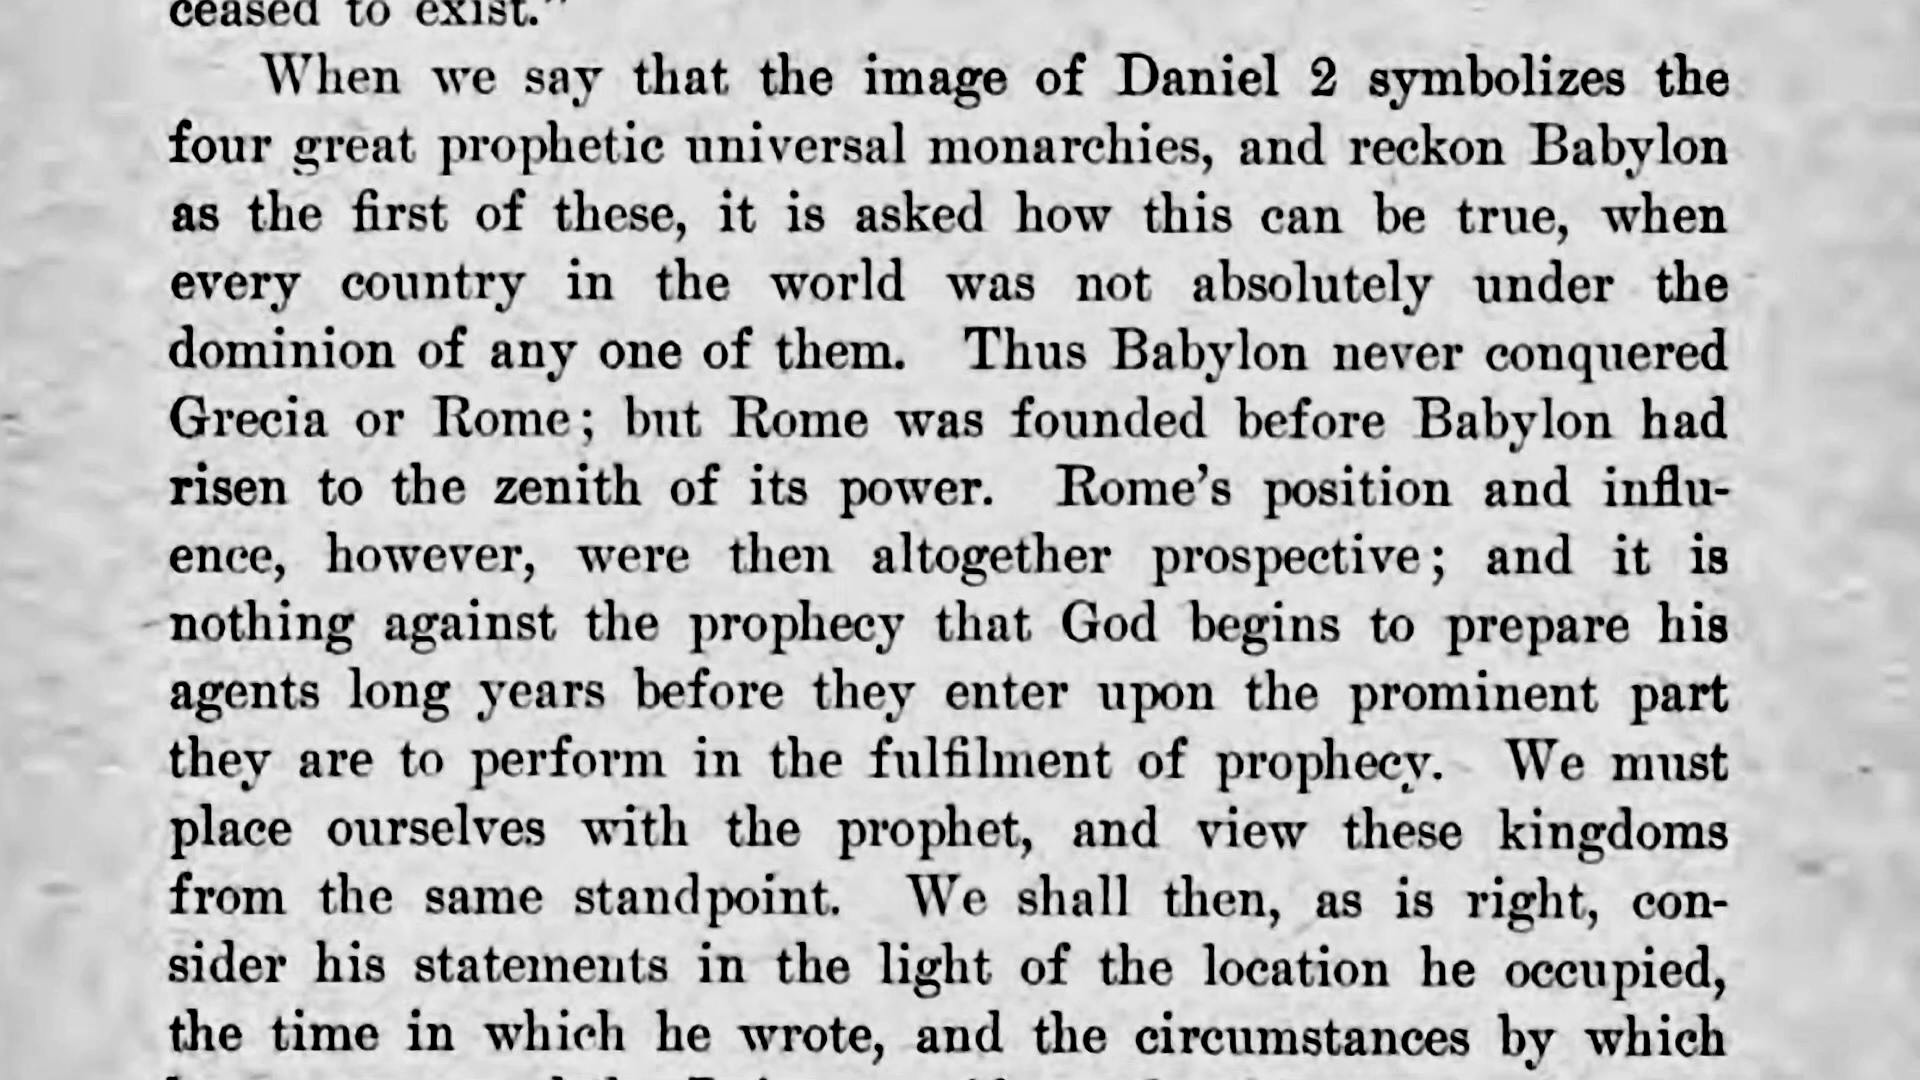 ceased to exist."
When we say that the image of Daniel 2 symbolizes the
four great prophetic universal monarchies, and reckon Babylon
as the first of these, it is asked how this can be true, when
every country in the world was not absolutely under the
dominion of any one of them. Thus Babylon never conquered
Grecia or Rome; but Rome was founded before Babylon had
risen to the zenith of its power. Rome's position and influ-
ence, however, were then altogether prospective; and it is
nothing against the prophecy that God begins to prepare his
agents long years before they enter upon the prominent part
they are to perform in the fulfilment of prophecy. We must
place ourselves with the prophet, and view these kingdoms
from the same standpoint. We shall then, as is right, con-
sider his statements in the light of the location he occupied,
the time in which he wrote, and the circumstances by which